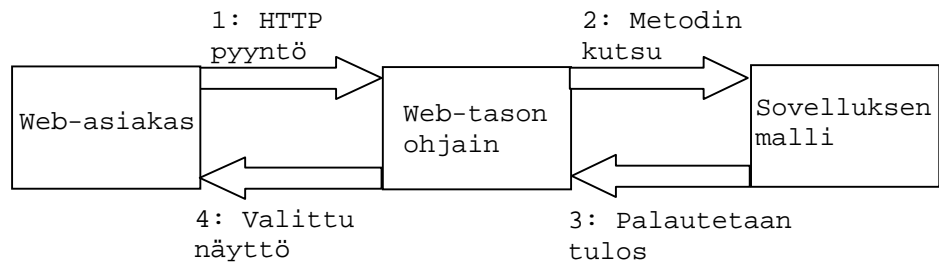 1: HTTP
pyyntö
2: Metodin
kutsu
Web-asiakas
Web-tason
ohjain
Sovelluksen
malli
4: Valittu
näyttö
3: Palautetaan
tulos